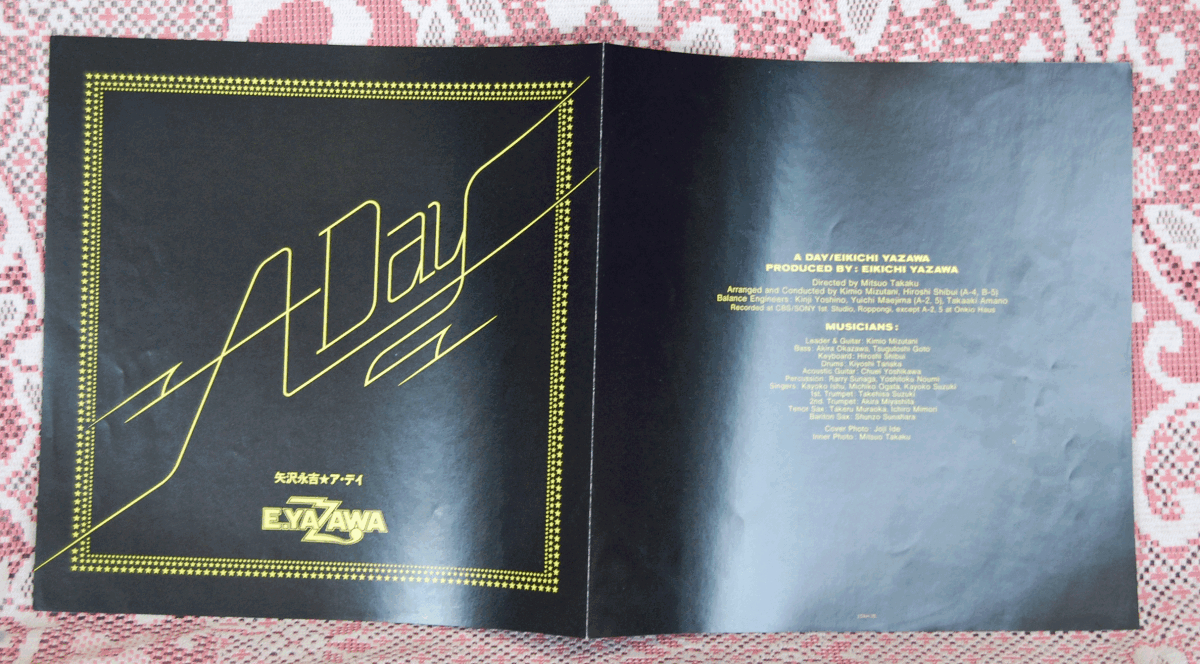 A Day
矢沢永吉★ア・デイ
E.YAZAWA
A DAY/EIKICHI YAZAWA
PRODUCED BY: EIKICHI YAZAWA
Directed by Mitsuo Takaku
Arranged and Conducted by Kimio Mizutani, Hiroshi Shibui (A-4, B-5)
Balance Engineers: Kinji Yoshino, Yuichi Maejima (A-2, 5), Takaaki Amano
Recorded at CBS/SONY 1st. Studio, Roppongi, except A-2, 5 at Onkio Haus
MUSICIANS:
Leader & Guitar: Kimio Mizutani
Bass: Akira Okazawa, Tsugutoshi Goto
Keyboard: Hiroshi Shibui
Drums: Kiyoshi Tanaka
Acoustic Guitar: Chuei Yoshikawa
Percussion: Rarry Sunaga, Yoshitoku Noumi
Singers: Kayoko Ishu, Michiko Ogata, Kayoko Suzuki
1st. Trumpet: Takehisa Suzuki
2nd. Trumpet: Akira Miyashita
Tenor Sax: Takeru Muraoka, Ichiro Mimori
Bariton Sax: Shunzo Sunahara
Cover Photo: Joji Ide
Inner Photo: Mitsuo Takaku